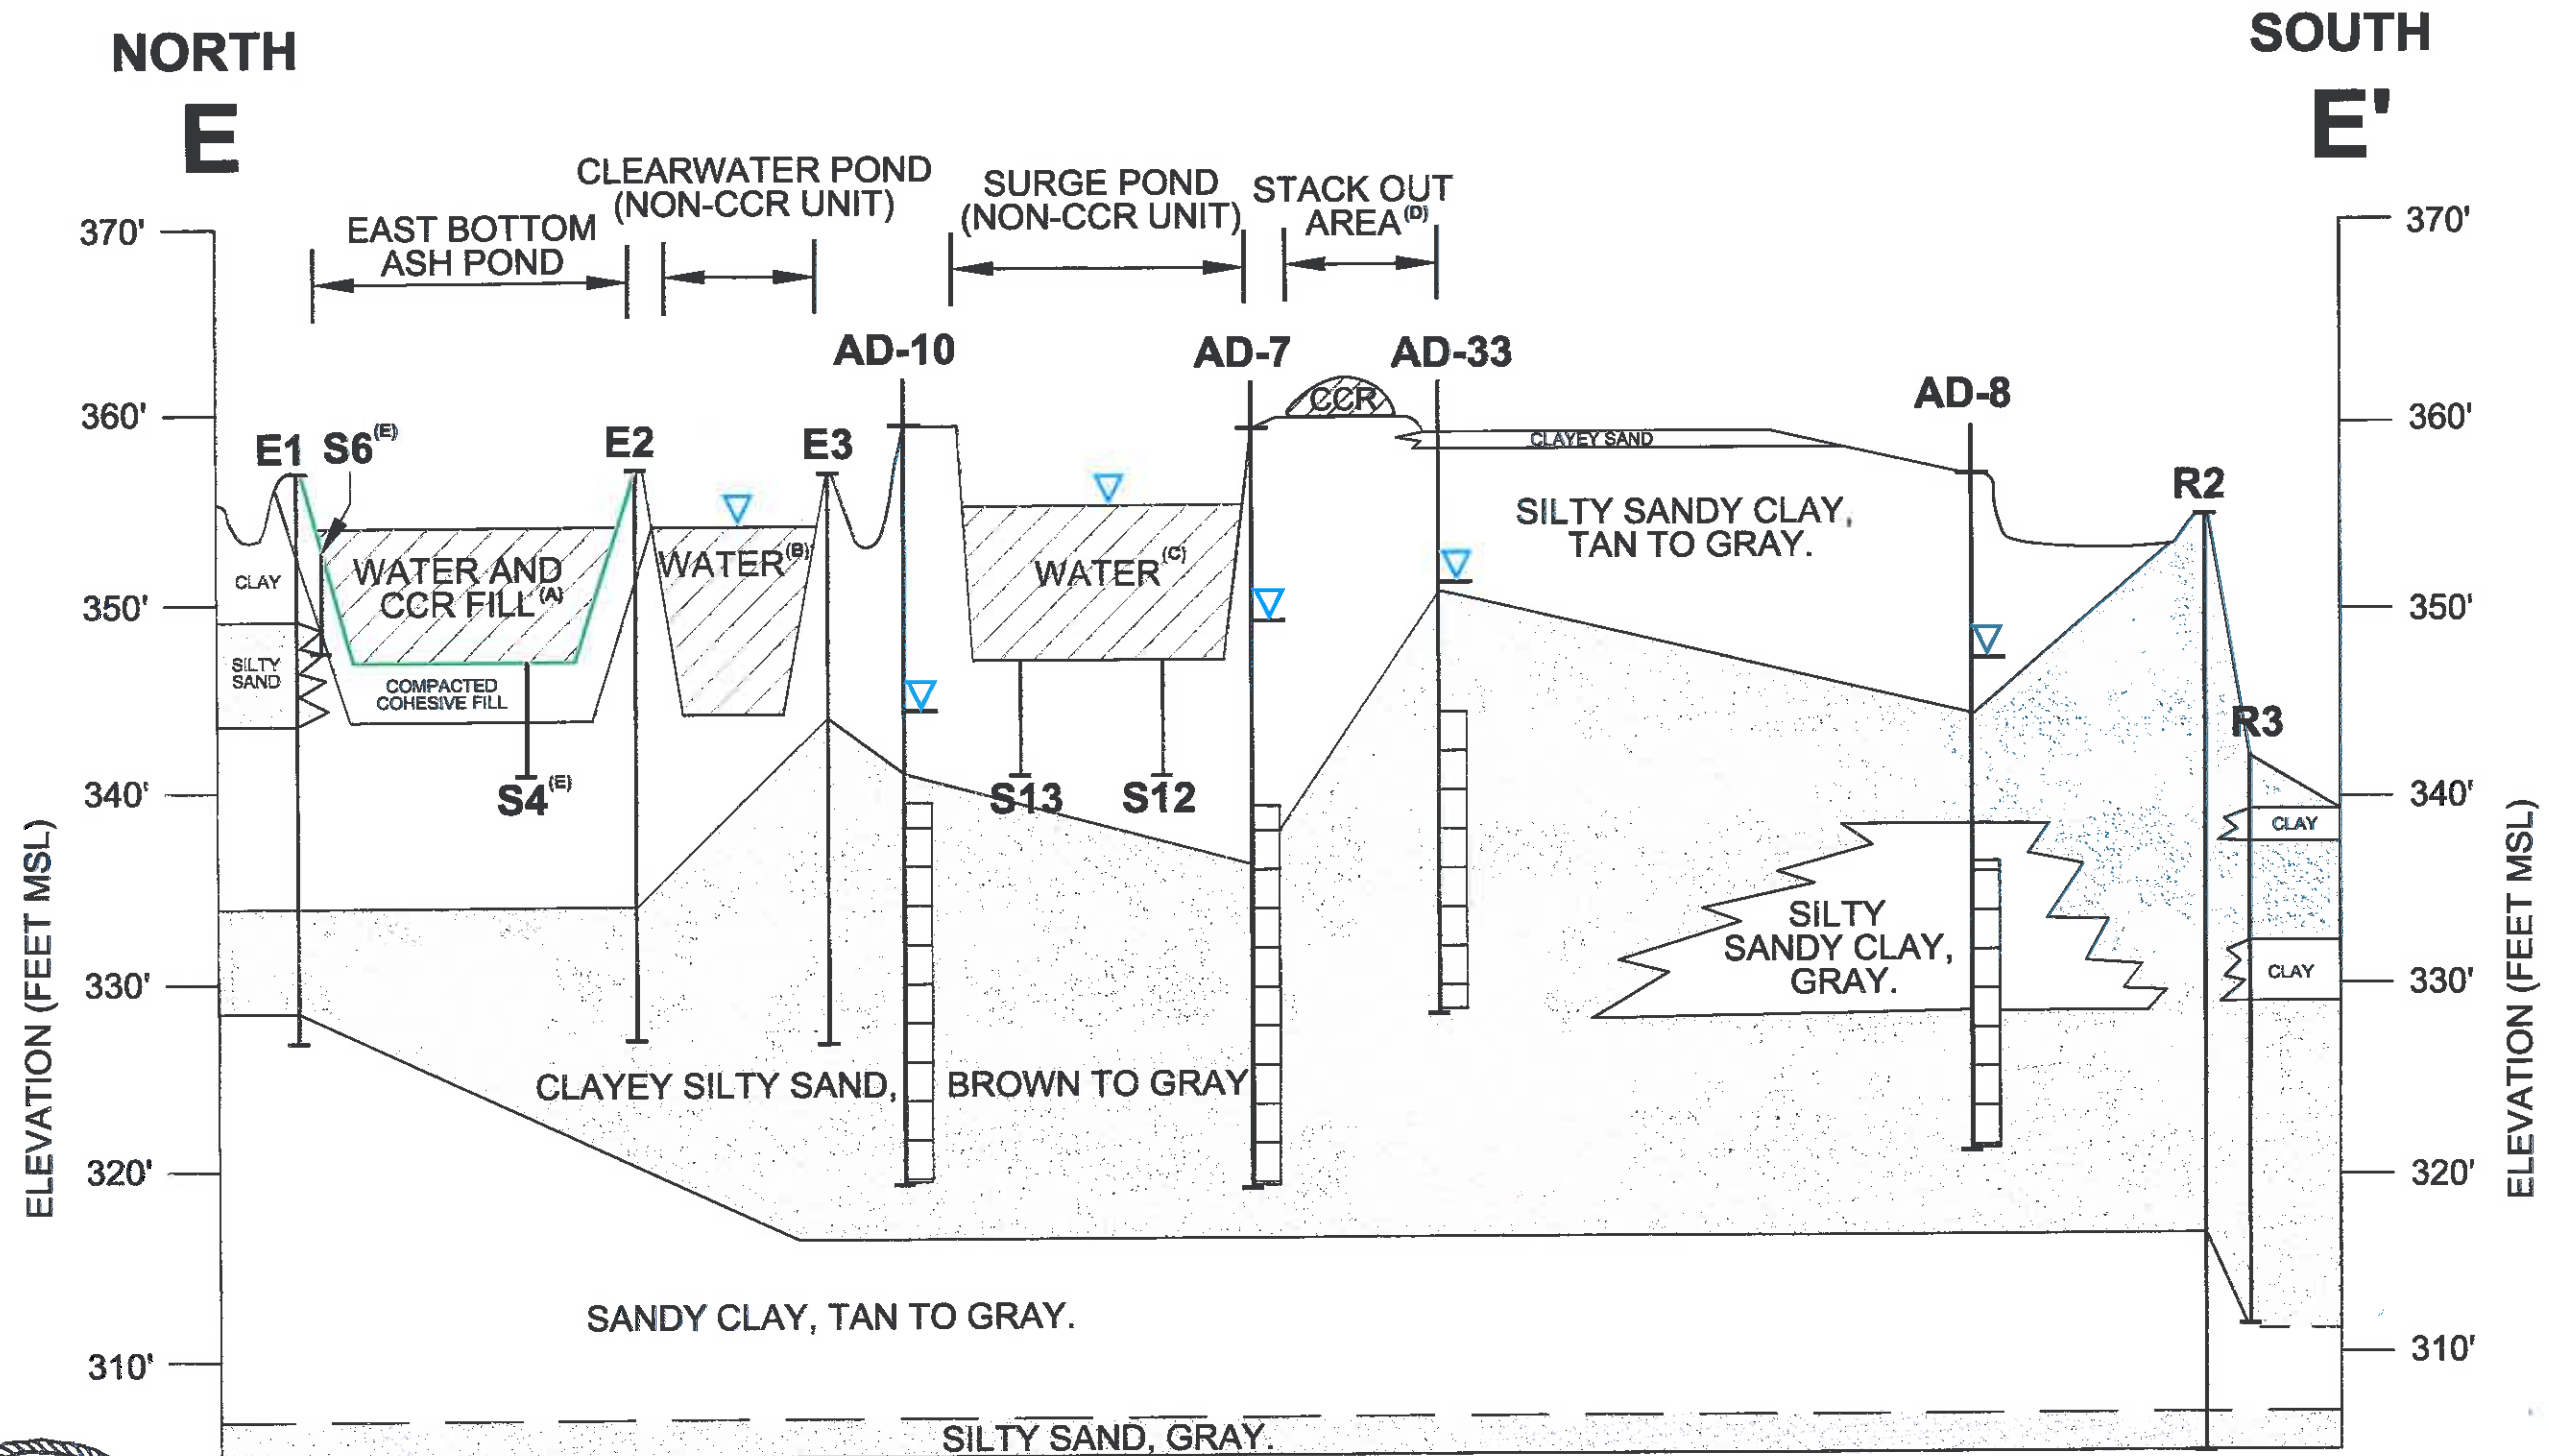 NORTH
E
SOUTH
E'
CLEARWATER POND
(NON-CCR UNIT)
SURGE POND
(NON-CCR UNIT)
STACK OUT
AREA(D)
EAST BOTTOM
ASH POND
370'
360'
350'
340'
330'
320'
310'
370'
360'
350'
340'
330'
320'
310'
ELEVATION (FEET MSL)
ELEVATION (FEET MSL)
AD-10
AD-7
AD-33
AD-8
E1
S6(E)
E2
E3
R2
R3
CCR
CLAYEY SAND
CLAY
SILTY
SAND
WATER AND
CCR FILL(A)
WATER(B)
WATER(C)
SILTY SANDY CLAY,
TAN TO GRAY.
COMPACTED
COHESIVE FILL
S4(E)
S13
S12
CLAY
SILTY
SANDY CLAY,
GRAY.
CLAY
CLAYEY SILTY SAND, BROWN TO GRAY
SANDY CLAY, TAN TO GRAY.
SILTY SAND, GRAY.